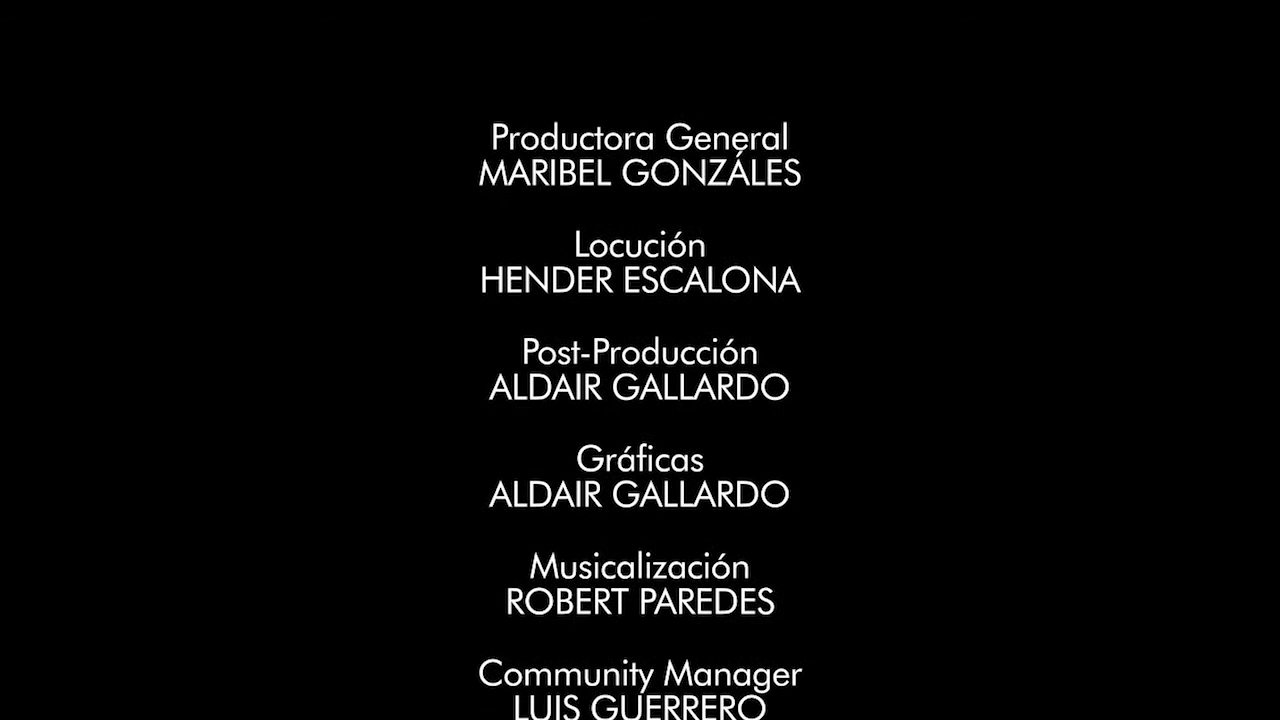 Productora General
MARIBEL GONZÁLES
Locución
HENDER ESCALONA
Post-Producción
ALDAIR GALLARDO
Gráficas
ALDAIR GALLARDO
Musicalización
ROBERT PAREDES
Community Manager
LUIS GUERRERO